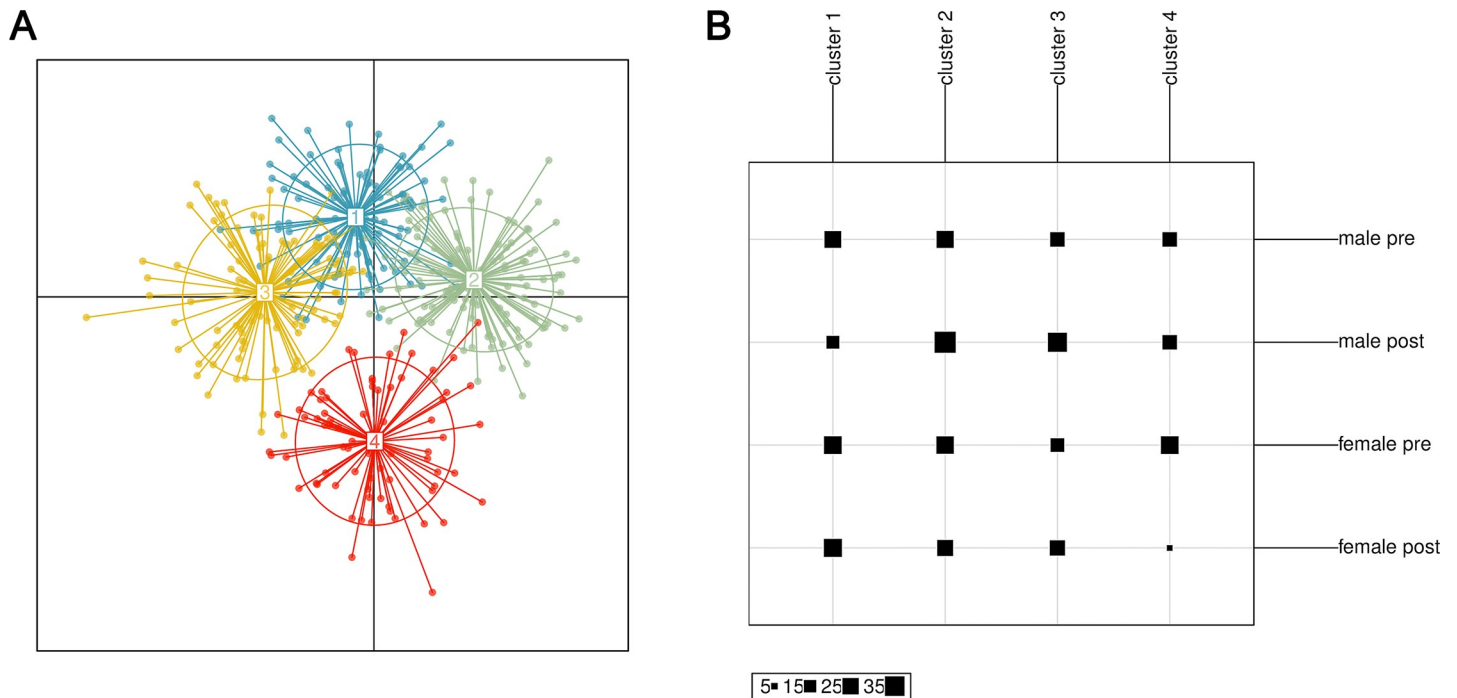 A
B
cluster 1
cluster 2
cluster 3
cluster 4
1
2
3
4
male pre
male post
female pre
female post
5 15 25 35